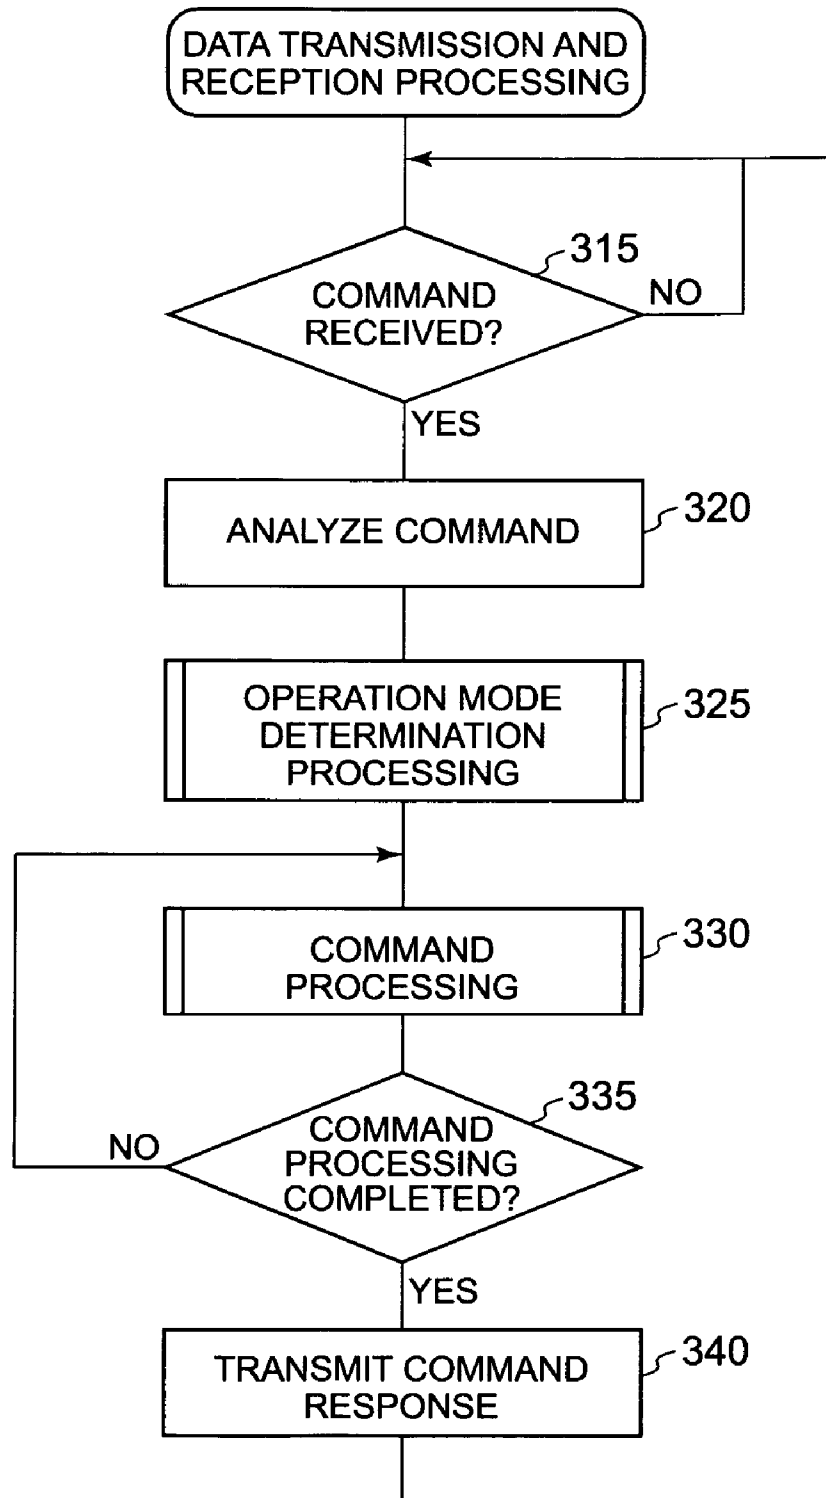 DATA TRANSMISSION AND
RECEPTION PROCESSING
315
COMMAND
RECEIVED?
NO
YES
320
ANALYZE COMMAND
325
OPERATION MODE
DETERMINATION
PROCESSING
330
COMMAND
PROCESSING
335
COMMAND
PROCESSING
COMPLETED?
NO
YES
340
TRANSMIT COMMAND
RESPONSE